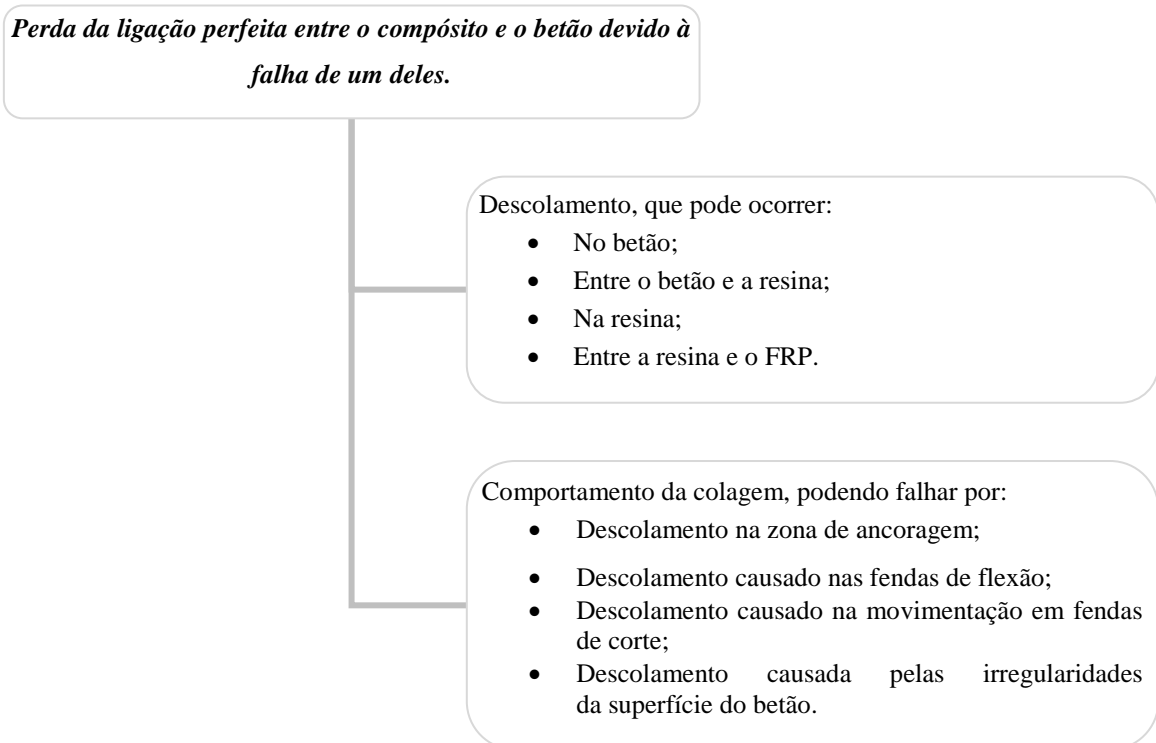 Perda da ligação perfeita entre o compósito e o betão devido à
falha de um deles.
Descolamento, que pode ocorrer:
• No betão;
• Entre o betão e a resina;
• Na resina;
• Entre a resina e o FRP.
Comportamento da colagem, podendo falhar por:
• Descolamento na zona de ancoragem;
• Descolamento causado nas fendas de flexão;
• Descolamento causado na movimentação em fendas
de corte;
• Descolamento causada pelas irregularidades
da superfície do betão.